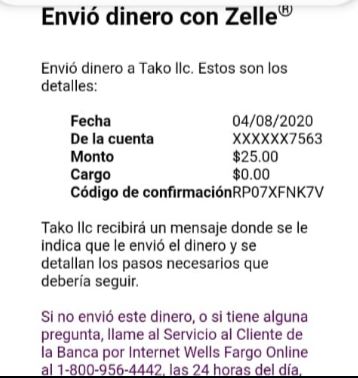 Envió dinero con Zelle®
Envió dinero a Tako llc. Estos son los
detalles:
Fecha 04/08/2020
De la cuenta XXXXXX7563
Monto $25.00
Cargo $0.00
Código de confirmaciónRP07XFNK7V
Tako llc recibirá un mensaje donde se le
indica que le envió el dinero y se
detallan los pasos necesarios que
debería seguir.
Si no envió este dinero, o si tiene alguna
pregunta, llame al Servicio al Cliente de
la Banca por Internet Wells Fargo Online
al 1-800-956-4442, las 24 horas del día,